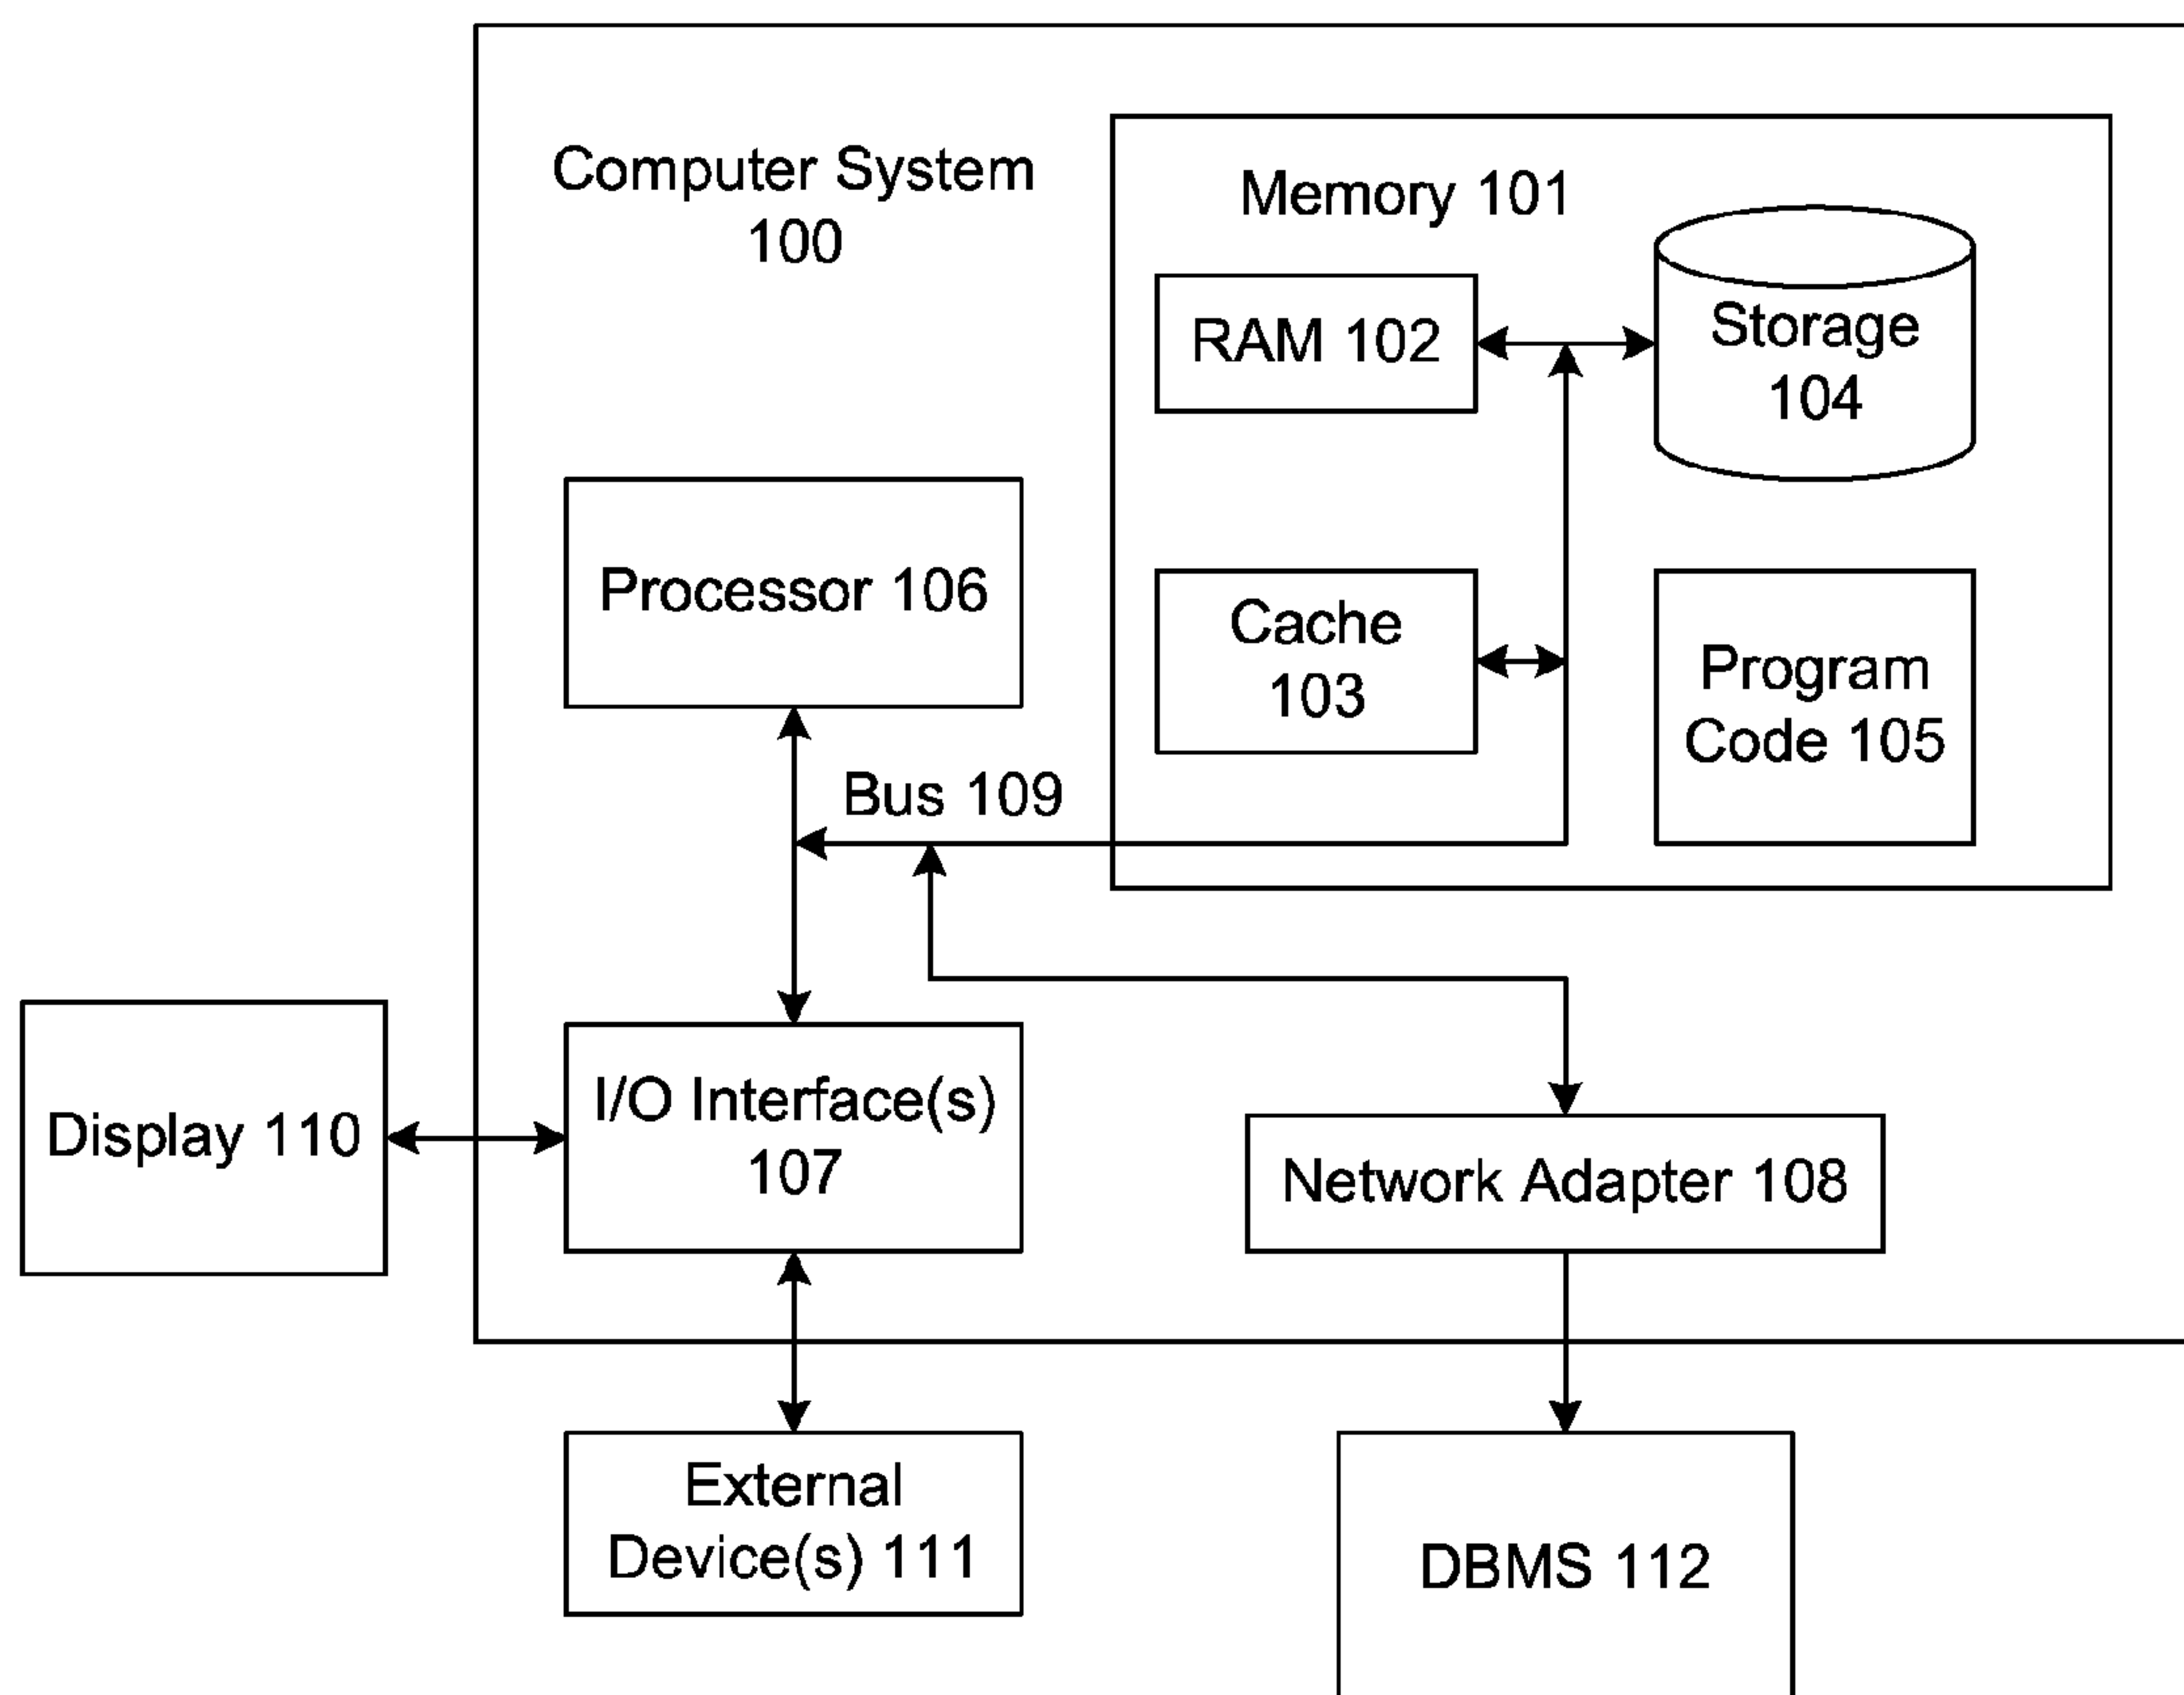 Computer System
100
Memory 101
RAM 102
Storage
104
Processor 106
Cache
103
Program
Code 105
Bus 109
Display 110
I/O Interface(s)
107
Network Adapter 108
External
Device(s) 111
DBMS 112